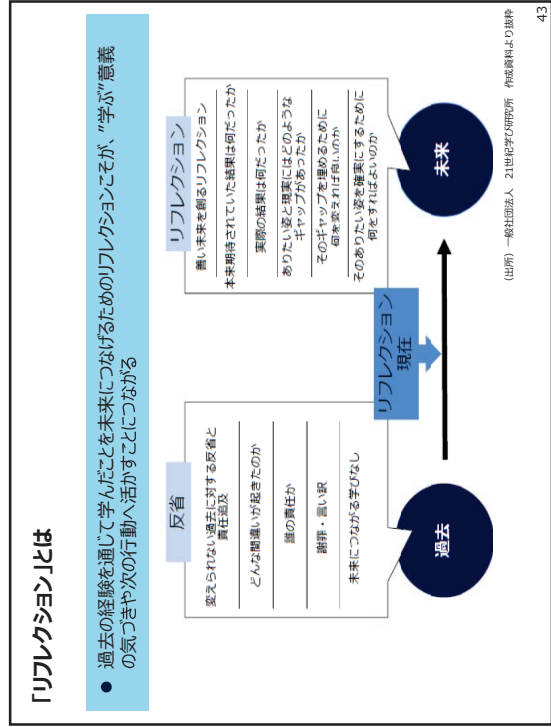 「リフレクション」とは
● 過去の経験を通じて学んだことを未来につなげるためのリフレクションこそが、“学ぶ”意義
の気づきや次の行動へ活かすことにつながる
反省
変えられない過去に対する反省と
責任追及
どんな間違いが起きたのか
誰の責任か
謝罪・言い訳
未来につながる学びなし
リフレクション
善い未来を創るリフレクション
本来期待されていた結果は何だったか
実際の結果は何だったか
ありたい姿と現実にはどのような
ギャップがあったか
そのギャップを埋めるために
何を変えれば良いのか
そのありたい姿を確実にするために
何をすればよいのか
リフレクション
現在
過去
未来
（出所）一般社団法人　21世紀学び研究所　作成資料より抜粋
43